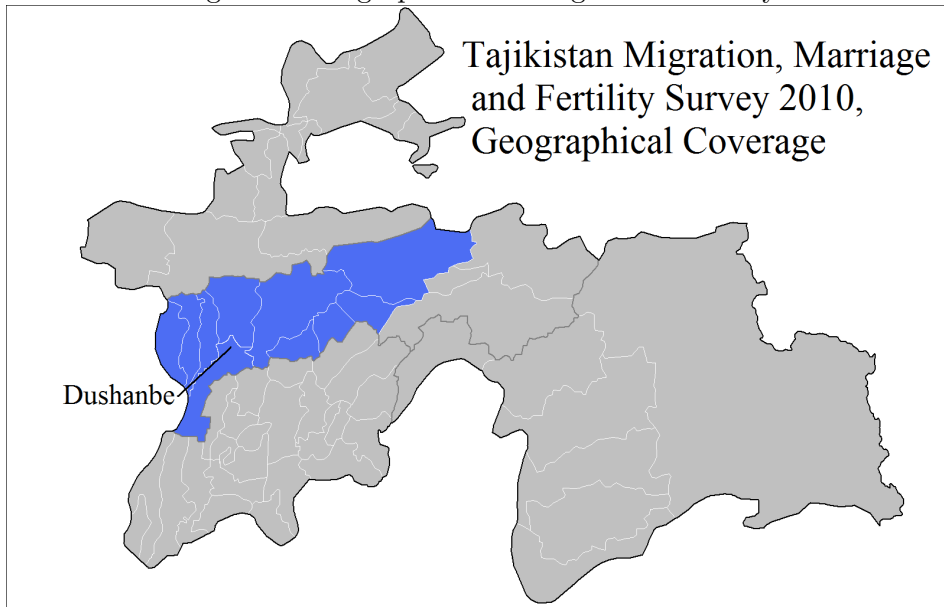 Tajikistan Migration, Marriage
and Fertility Survey 2010,
Geographical Coverage
Dushanbe